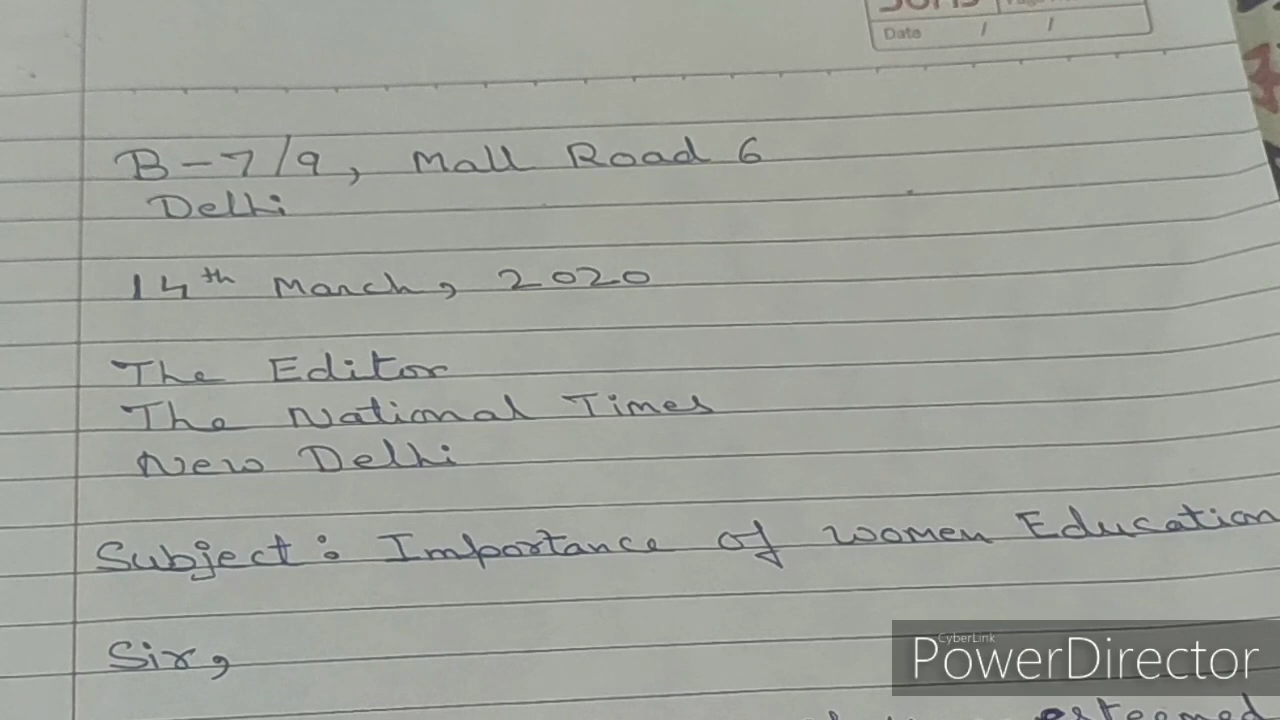 Date / /
B-7/9, Mall Road 6
Delhi
14th March, 2020
The Editor
The National Times
New Delhi
Subject: Importance of women Education
Sir,
esteemed
CyberLink
PowerDirector